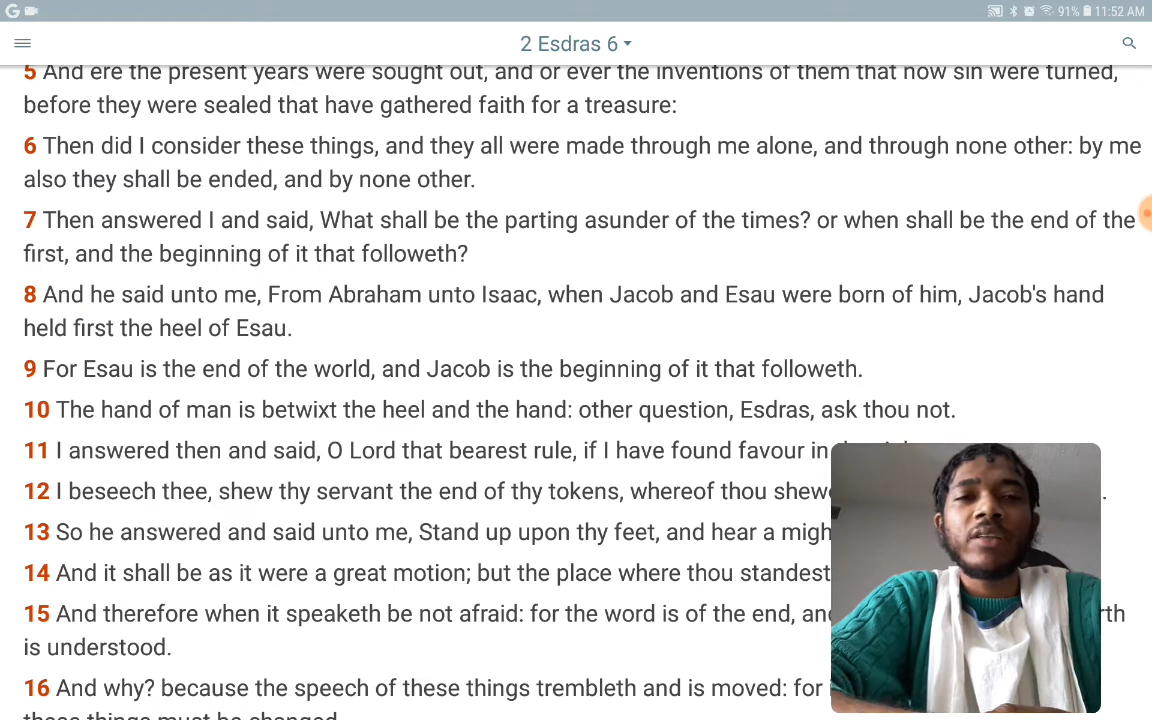 G 91% 11:52 AM
2 Esdras 6
5 And ere the present years were sought out, and or ever the inventions of them that now sin were turned,
before they were sealed that have gathered faith for a treasure:
6 Then did I consider these things, and they all were made through me alone, and through none other: by me
also they shall be ended, and by none other.
7 Then answered I and said, What shall be the parting asunder of the times? or when shall be the end of the
first, and the beginning of it that followeth?
8 And he said unto me, From Abraham unto Isaac, when Jacob and Esau were born of him, Jacob's hand
held first the heel of Esau.
9 For Esau is the end of the world, and Jacob is the beginning of it that followeth.
10 The hand of man is betwixt the heel and the hand: other question, Esdras, ask thou not.
11 I answered then and said, O Lord that bearest rule, if I have found favour in
12 I beseech thee, shew thy servant the end of thy tokens, whereof thou .
13 So he answered and said unto me, Stand up upon thy feet, and hear a
14 And it shall be as it were a great motion; but the place where thou standest
15 And therefore when it speaketh be not afraid: for the word is of the end,
is understood.
16 And why? because the speech of these things trembleth and is moved: for
these things must be changed